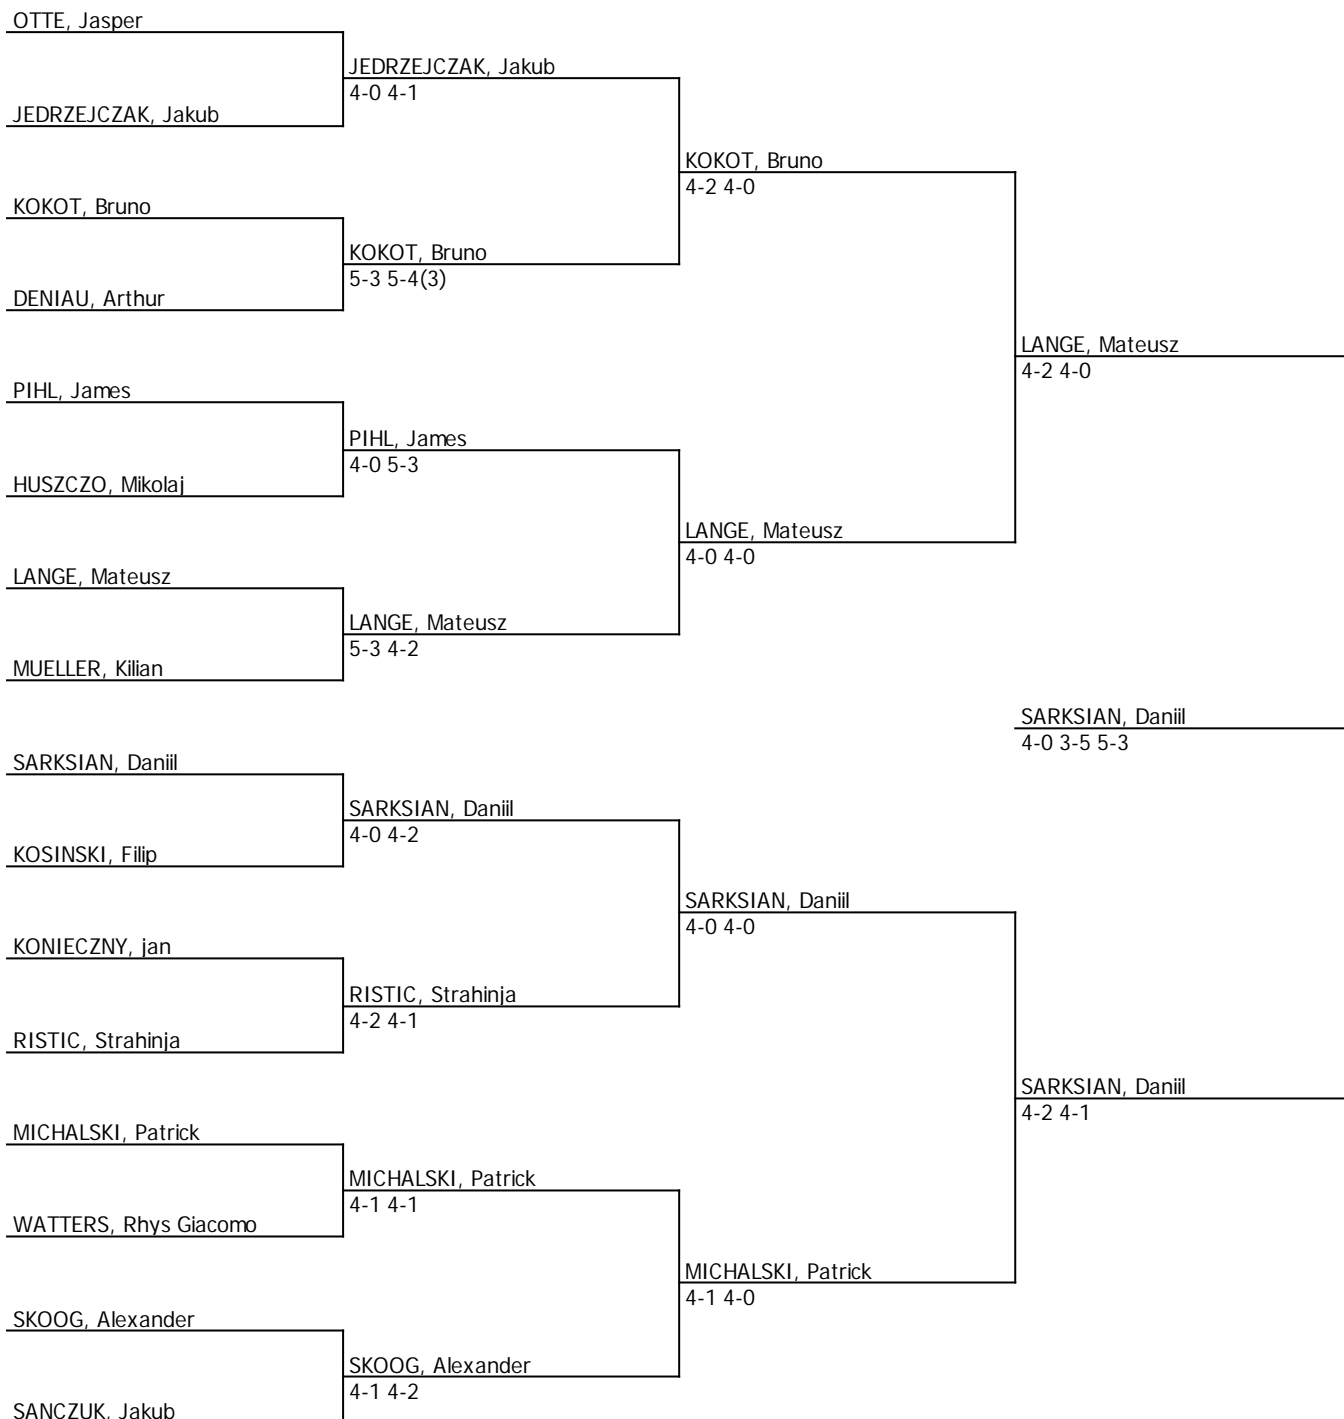 OTTE, Jasper
JEDRZEJCZAK, Jakub
4-0 4-1
JEDRZEJCZAK, Jakub
KOKOT, Bruno
4-2 4-0
KOKOT, Bruno
KOKOT, Bruno
5-3 5-4(3)
DENIAU, Arthur
LANGE, Mateusz
4-2 4-0
PIHL, James
PIHL, James
4-0 5-3
HUSZCZO, Mikolaj
LANGE, Mateusz
4-0 4-0
LANGE, Mateusz
LANGE, Mateusz
5-3 4-2
MUELLER, Kilian
SARKSIAN, Daniil
4-0 3-5 5-3
SARKSIAN, Daniil
SARKSIAN, Daniil
4-0 4-2
KOSINSKI, Filip
SARKSIAN, Daniil
4-0 4-0
KONIECZNY, jan
RISTIC, Strahinja
4-2 4-1
RISTIC, Strahinja
SARKSIAN, Daniil
4-2 4-1
MICHALSKI, Patrick
MICHALSKI, Patrick
4-1 4-1
WATTERS, Rhys Giacomo
MICHALSKI, Patrick
4-1 4-0
SKOOG, Alexander
SKOOG, Alexander
4-1 4-2
SANCZUK, Jakub